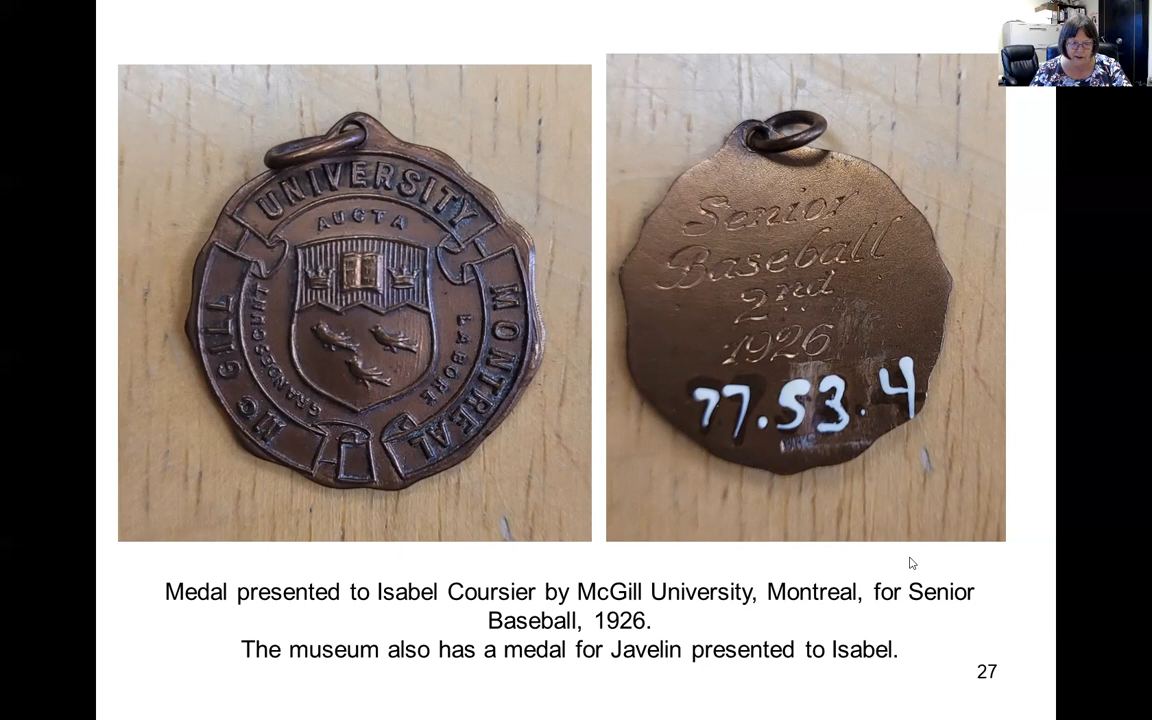 UNIVERSITY
AUCTA
MC GILL
MONTREAL
GRANDESCUNT
LABORE
Senior
Baseball
2nd
1926
77.53.4
Medal presented to Isabel Coursier by McGill University, Montreal, for Senior
Baseball, 1926.
The museum also has a medal for Javelin presented to Isabel.
27